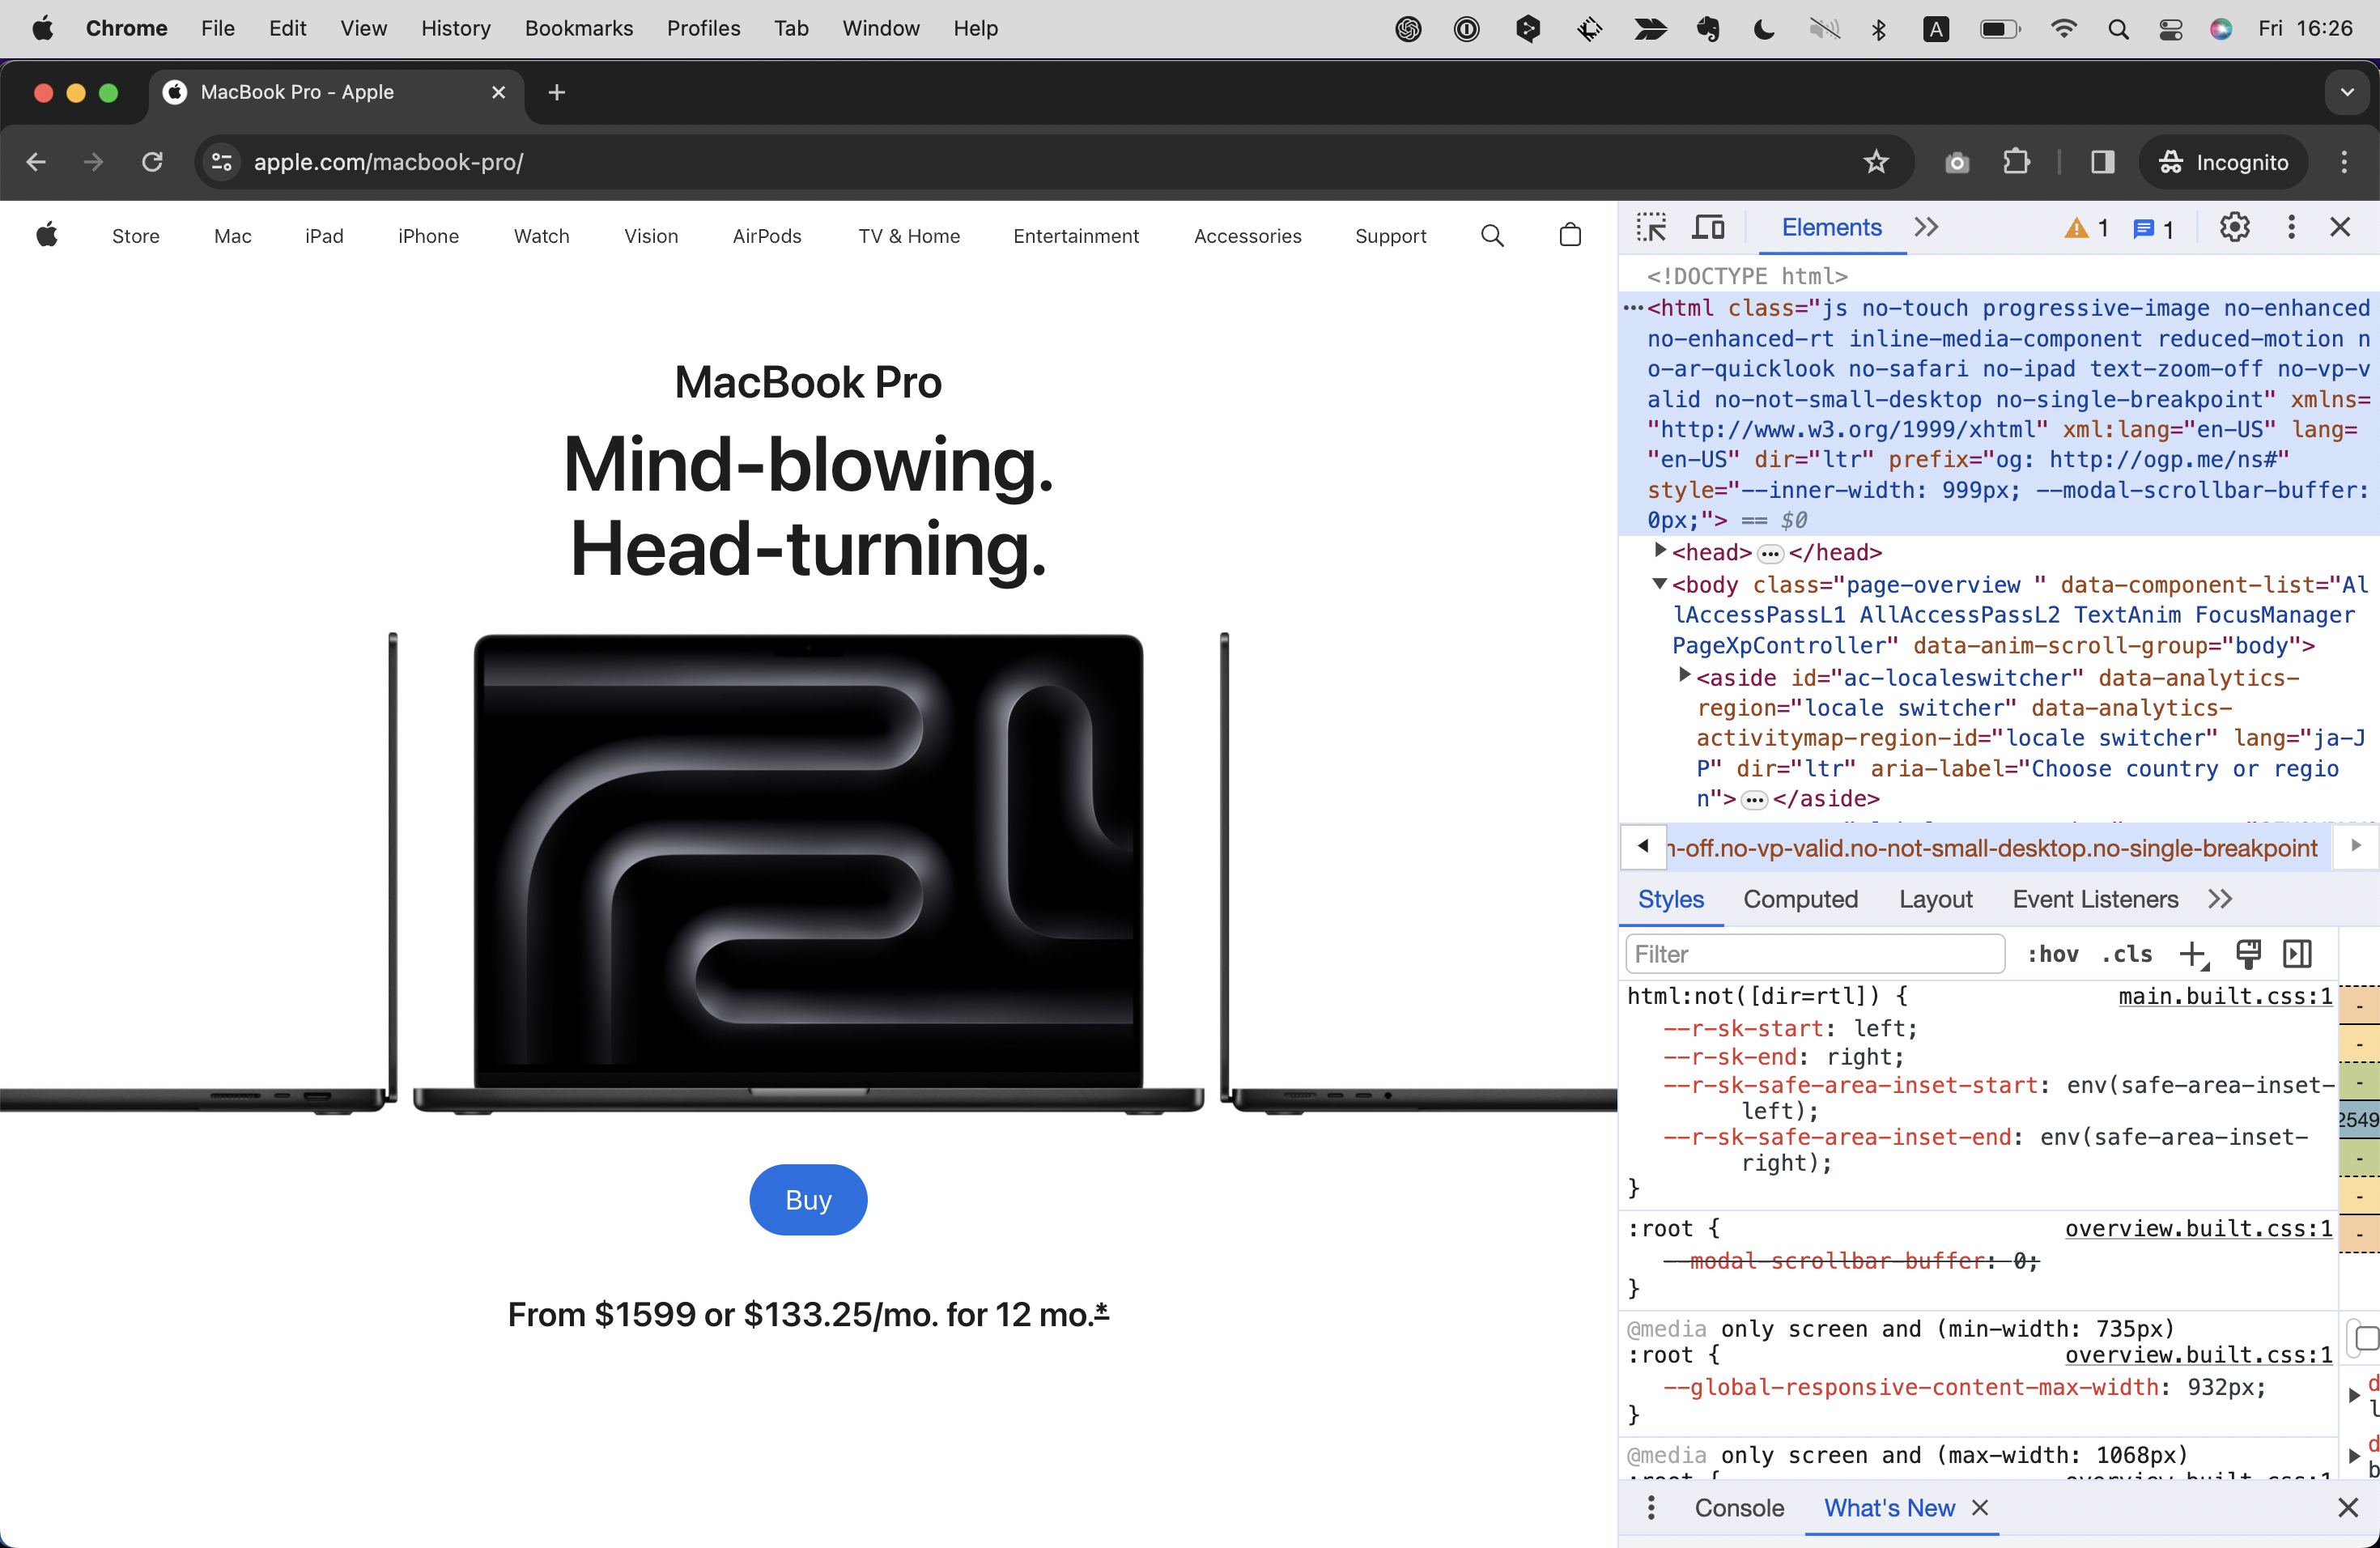 Chrome File Edit View History Bookmarks Profiles Tab Window Help A Fri 16:26
MacBook Pro - Apple
apple.com/macbook-pro/
Incognito
Store Mac iPad iPhone Watch Vision AirPods TV & Home Entertainment Accessories Support
MacBook Pro
Mind-blowing.
Head-turning.
Buy
From $1599 or $133.25/mo. for 12 mo.*
Elements 1 1
<!DOCTYPE html>
<html class="js no-touch progressive-image no-enhanced
no-enhanced-rt inline-media-component reduced-motion n
o-ar-quicklook no-safari no-ipad text-zoom-off no-vp-v
alid no-not-small-desktop no-single-breakpoint" xmlns=
"http://www.w3.org/1999/xhtml" xml:lang="en-US" lang=
"en-US" dir="ltr" prefix="og: http://ogp.me/ns#"
style="--inner-width: 999px; --modal-scrollbar-buffer:
0px;"> == $0
<head>…</head>
<body class="page-overview " data-component-list="Al
lAccessPassL1 AllAccessPassL2 TextAnim FocusManager
PageXpController" data-anim-scroll-group="body">
<aside id="ac-localeswitcher" data-analytics-
region="locale switcher" data-analytics-
activitymap-region-id="locale switcher" lang="ja-J
P" dir="ltr" aria-label="Choose country or regio
n">…</aside>
-off.no-vp-valid.no-not-small-desktop.no-single-breakpoint
Styles Computed Layout Event Listeners
Filter :hov .cls
html:not([dir=rtl]) { main.built.css:1
--r-sk-start: left;
--r-sk-end: right;
--r-sk-safe-area-inset-start: env(safe-area-inset-
left);
--r-sk-safe-area-inset-end: env(safe-area-inset-
right);
}
:root { overview.built.css:1
--modal-scrollbar-buffer: 0;
}
@media only screen and (min-width: 735px)
:root { overview.built.css:1
--global-responsive-content-max-width: 932px;
}
@media only screen and (max-width: 1068px)
2549
Console What's New